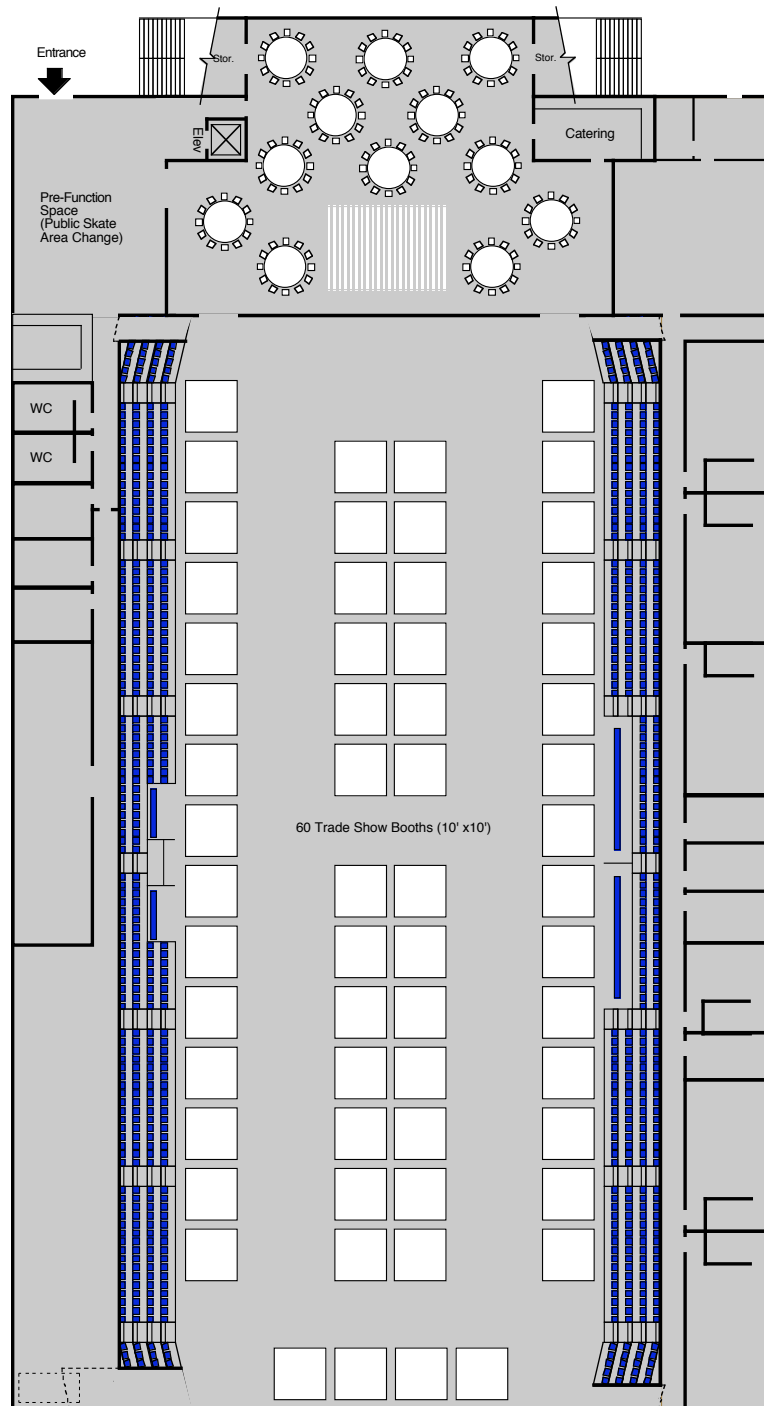 Entrance
Stor.
Stor.
Elev
Catering
Pre-Function
Space
(Public Skate
Area Change)
WC
WC
60 Trade Show Booths (10' x10')